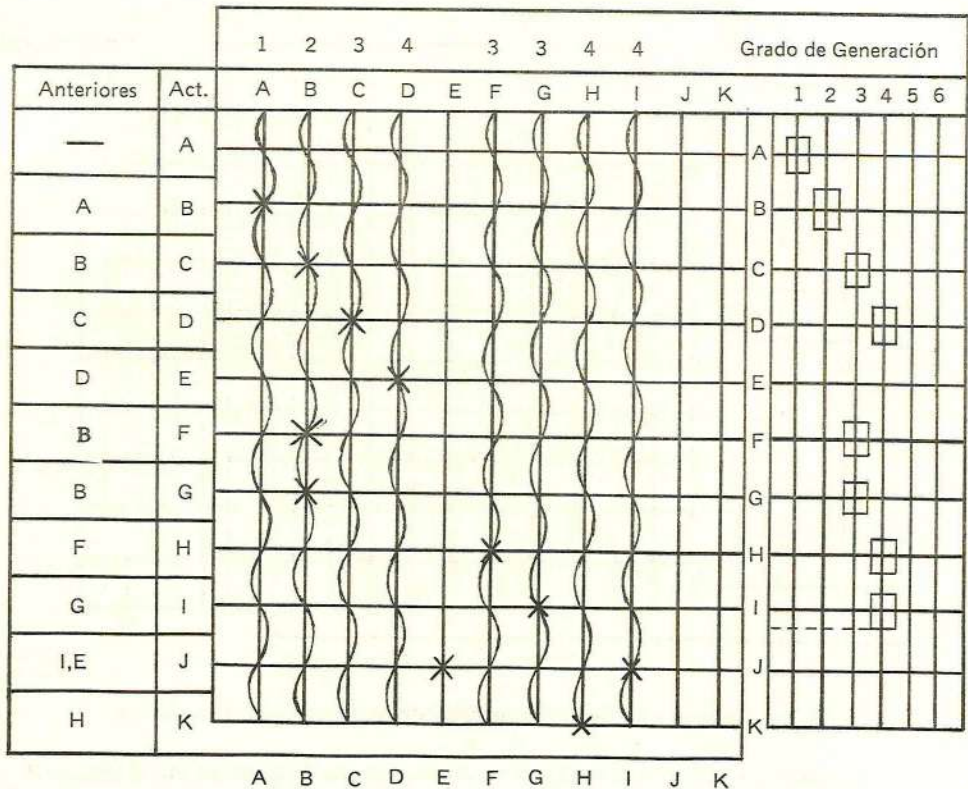 1 2 3 4 3 3 4 4 Grado de Generación
Anteriores Act. A B C D E F G H I J K 1 2 3 4 5 6
— A A
A B B
B C C
C D D
D E E
B F F
B G G
F H H
G I I
I,E J J
H K K
A B C D E F G H I J K